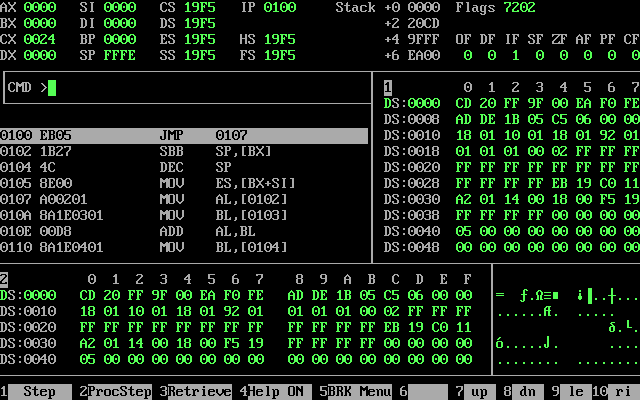 AX 0000 SI 0000 CS 19F5 IP 0100 Stack +0 0000 Flags 7202
BX 0000 DI 0000 DS 19F5 +2 20CD
CX 0024 BP 0000 ES 19F5 HS 19F5 +4 9FFF OF DF IF SF ZF AF PF CF
DX 0000 SP FFFE SS 19F5 FS 19F5 +6 EA00 0 0 1 0 0 0 0 0
CMD >
1 0 1 2 3 4 5 6 7
DS:0000 CD 20 FF 9F 00 EA F0 FE
DS:0008 AD DE 1B 05 C5 06 00 00
DS:0010 18 01 10 01 18 01 92 01
DS:0018 01 01 01 00 02 FF FF FF
DS:0020 FF FF FF FF FF FF FF FF
DS:0028 FF FF FF FF EB 19 C0 11
DS:0030 A2 01 14 00 18 00 F5 19
DS:0038 FF FF FF FF 00 00 00 00
DS:0040 05 00 00 00 00 00 00 00
DS:0048 00 00 00 00 00 00 00 00
0100 EB05 JMP 0107
0102 1B27 SBB SP,[BX]
0104 4C DEC SP
0105 8E00 MOV ES,[BX+SI]
0107 A00201 MOV AL,[0102]
010A 8A1E0301 MOV BL,[0103]
010E 00D8 ADD AL,BL
0110 8A1E0401 MOV BL,[0104]
2 0 1 2 3 4 5 6 7 8 9 A B C D E F
DS:0000 CD 20 FF 9F 00 EA F0 FE AD DE 1B 05 C5 06 00 00 = ƒ.Ω≡■ ¡▐..┼...
DS:0010 18 01 10 01 18 01 92 01 01 01 01 00 02 FF FF FF ......Æ. .....
DS:0020 FF FF FF FF FF FF FF FF FF FF FF FF EB 19 C0 11 δ.└.
DS:0030 A2 01 14 00 18 00 F5 19 FF FF FF FF 00 00 00 00 ó.....⌡. ....
DS:0040 05 00 00 00 00 00 00 00 00 00 00 00 00 00 00 00 ........ ........
1 Step 2ProcStep 3Retrieve 4Help ON 5BRK Menu 6 7 up 8 dn 9 le 10 ri